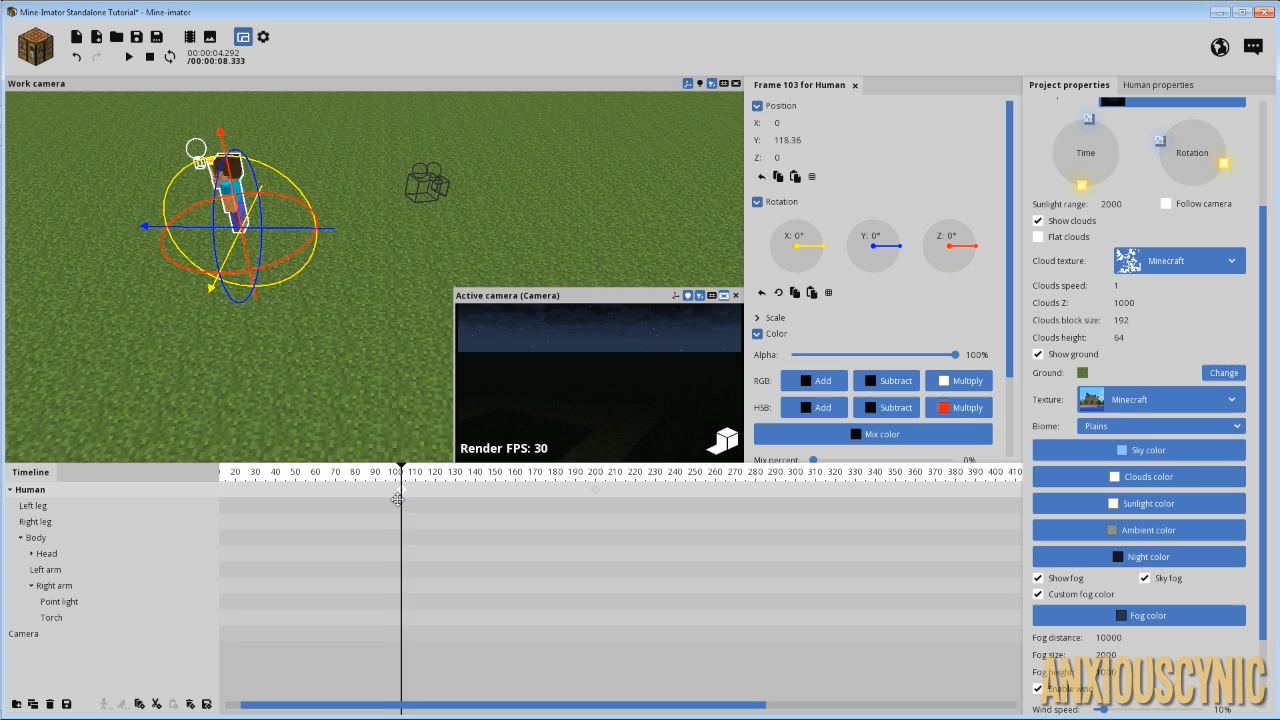 Mine-Imator Standalone Tutorial* - Mine-imator
00:00:04.292
/00:00:08.333
Work camera
Active camera (Camera)
Render FPS: 30
Frame 103 for Human
Position
X: 0
Y: 118.36
Z: 0
Rotation
X: 0° Y: 0° Z: 0°
Scale
Color
Alpha: 100%
RGB: Add Subtract Multiply
HSB: Add Subtract Multiply
Mix color
Mix percent: 0%
Project properties Human properties
Time Rotation
Sunlight range: 2000 Follow camera
Show clouds
Flat clouds
Cloud texture: Minecraft
Clouds speed: 1
Clouds Z: 1000
Clouds block size: 192
Clouds height: 64
Show ground
Ground: Change
Texture: Minecraft
Biome: Plains
Sky color
Clouds color
Sunlight color
Ambient color
Night color
Show fog Sky fog
Custom fog color
Fog color
Fog distance: 10000
Fog size: 2000
Fog height: 1000
Enable wind
Wind speed: 10%
ANXIOUSCYNIC
Timeline
20 30 40 50 60 70 80 90 100 110 120 130 140 150 160 170 180 190 200 210 220 230 240 250 260 270 280 290 300 310 320 330 340 350 360 370 380 390 400 410
Human
Left leg
Right leg
Body
Head
Left arm
Right arm
Point light
Torch
Camera